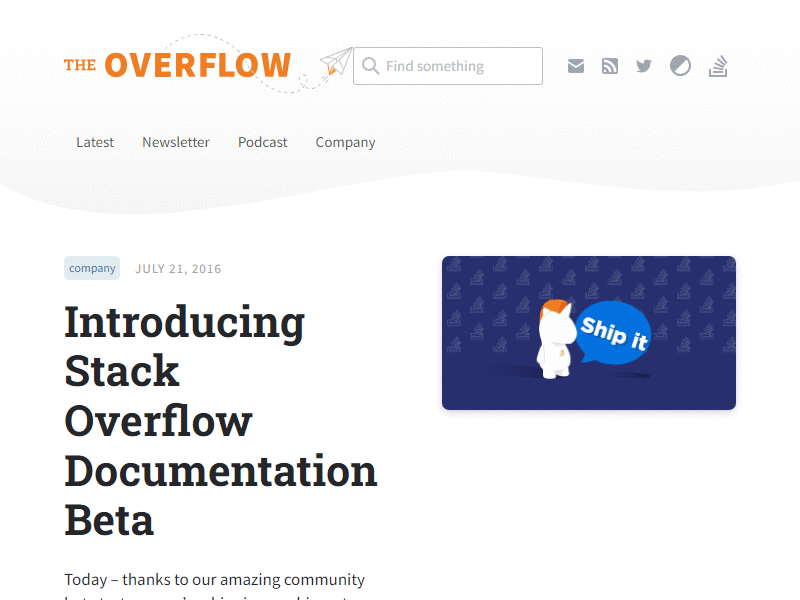 THE OVERFLOW
Find something
Latest Newsletter Podcast Company
company JULY 21, 2016
Introducing
Stack
Overflow
Documentation
Beta
Ship it
Today – thanks to our amazing community